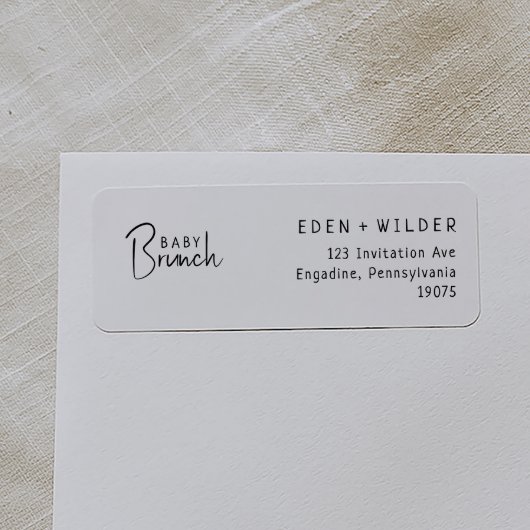 BABY
Brunch
EDEN + WILDER
123 Invitation Ave
Engadine, Pennsylvania
19075